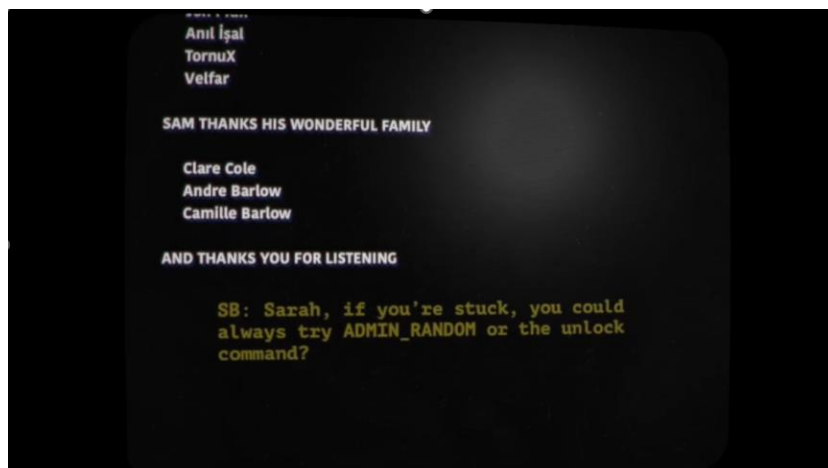 Anıl İşal
TornuX
Velfar
SAM THANKS HIS WONDERFUL FAMILY
Clare Cole
Andre Barlow
Camille Barlow
AND THANKS YOU FOR LISTENING
SB: Sarah, if you're stuck, you could
always try ADMIN_RANDOM or the unlock
command?